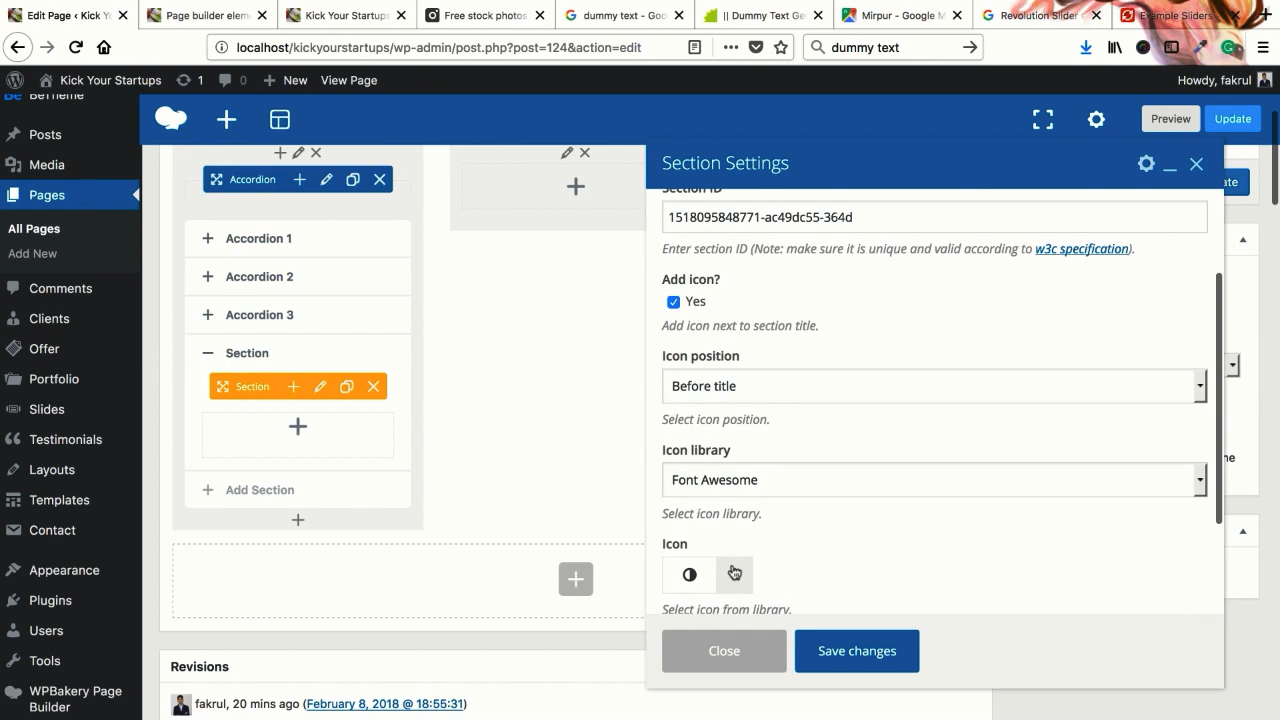 Edit Page ‹ Kick Y
Page builder elem
Kick Your Startups
Free stock photos
dummy text - Goo
|| Dummy Text Ge
Mirpur - Google M
Revolution Slider
Example Sliders
localhost/kickyourstartups/wp-admin/post.php?post=124&action=edit
dummy text
Kick Your Startups
1
0
New
View Page
Howdy, fakrul
BeTheme
Posts
Media
Pages
All Pages
Add New
Comments
Clients
Offer
Portfolio
Slides
Testimonials
Layouts
Templates
Contact
Appearance
Plugins
Users
Tools
WPBakery Page
Builder
Preview
Update
Accordion
Accordion 1
Accordion 2
Accordion 3
Section
Section
Add Section
Revisions
fakrul, 20 mins ago (February 8, 2018 @ 18:55:31)
Section Settings
Section ID
1518095848771-ac49dc55-364d
Enter section ID (Note: make sure it is unique and valid according to w3c specification).
Add icon?
Yes
Add icon next to section title.
Icon position
Before title
Select icon position.
Icon library
Font Awesome
Select icon library.
Icon
Select icon from library.
Close
Save changes